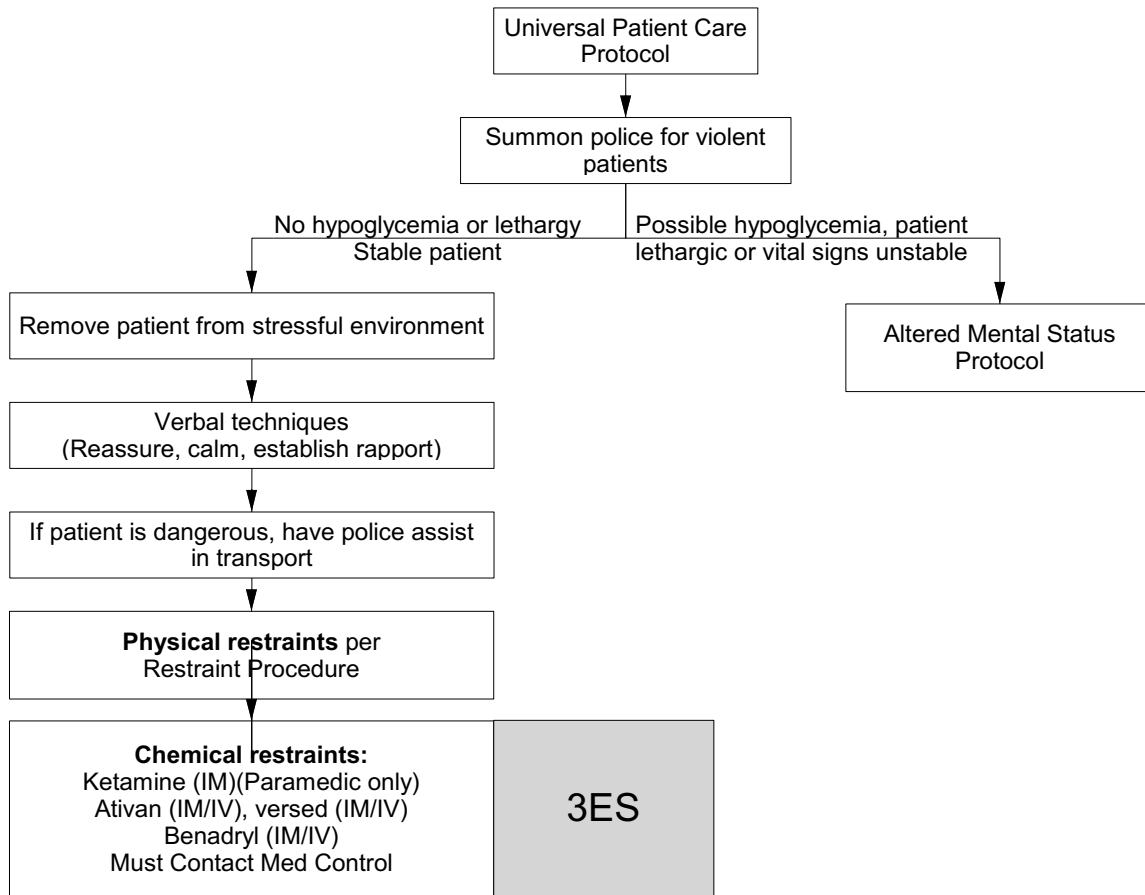 Universal Patient Care
Protocol
Summon police for violent
patients
No hypoglycemia or lethargy
Stable patient
Possible hypoglycemia, patient
lethargic or vital signs unstable
Remove patient from stressful environment
Altered Mental Status
Protocol
Verbal techniques
(Reassure, calm, establish rapport)
If patient is dangerous, have police assist
in transport
Physical restraints per
Restraint Procedure
Chemical restraints:
Ketamine (IM)(Paramedic only)
Ativan (IM/IV), versed (IM/IV)
Benadryl (IM/IV)
Must Contact Med Control
3ES